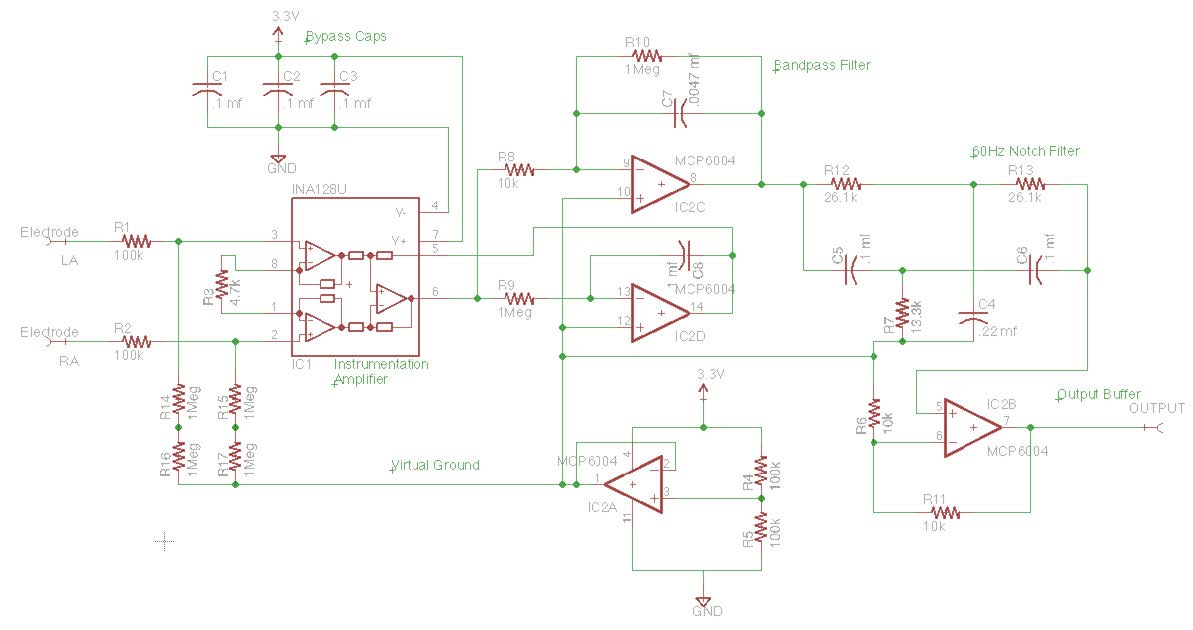 3.3V
Bypass Caps
C1
.1 mf
C2
.1 mf
C3
.1 mf
GND
R10
1Meg
C7
.0047 mf
Bandpass Filter
R8
10k
MCP6004
9
10
8
IC2C
60Hz Notch Filter
R12
26.1k
R13
26.1k
INA128U
V-
4
V+
7
5
Electrode
LA
R1
100k
3
8
R3
4.7k
1
6
R9
1Meg
C8
MCP6004
13
12
14
IC2D
C5
.1 mf
C6
.1 mf
R7
13.3k
C4
.22 mf
Electrode
RA
R2
100k
2
IC1
Instrumentation
Amplifier
R14
1Meg
R15
1Meg
R16
1Meg
R17
1Meg
3.3V
Virtual Ground
MCP6004
4
2
1
3
IC2A
11
R4
100k
R5
100k
GND
R6
10k
Output Buffer
OUTPUT
IC2B
5
6
7
MCP6004
R11
10k